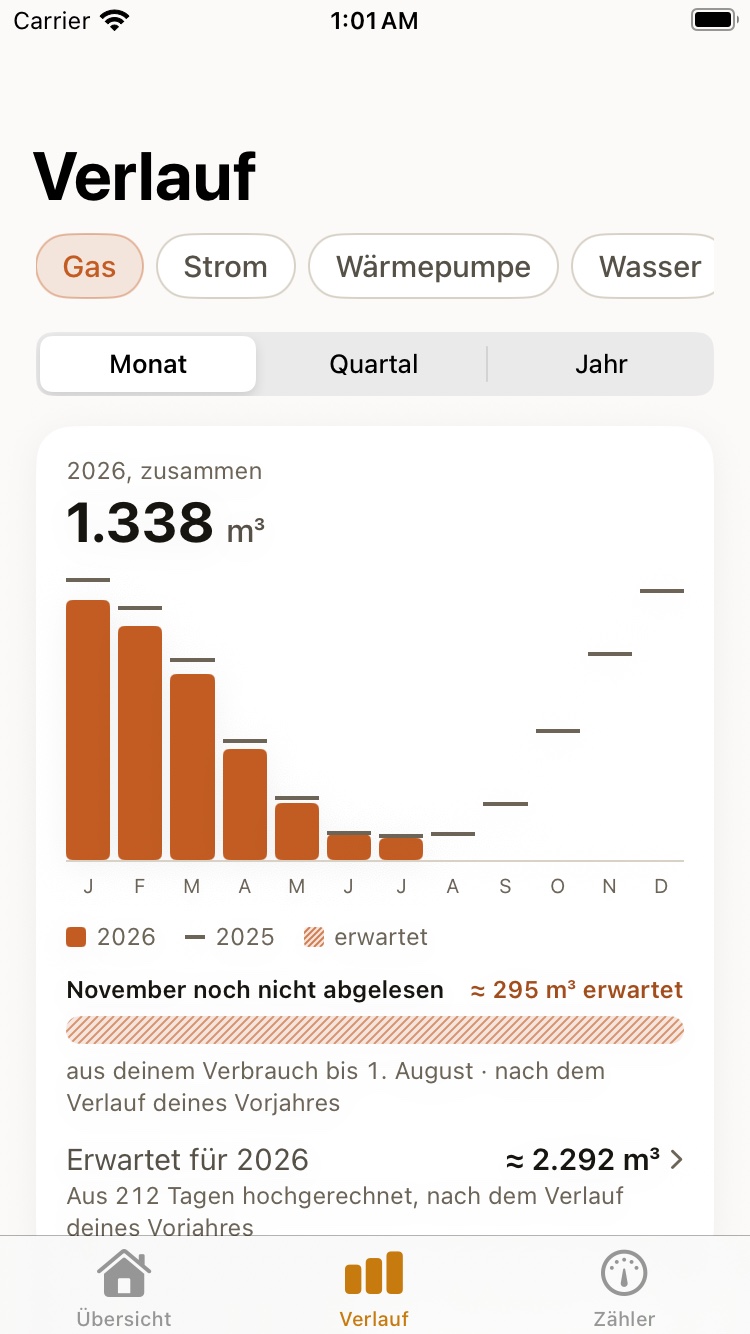 Carrier 1:01 AM
Verlauf
Gas Strom Wärmepumpe Wasser
Monat Quartal Jahr
2026, zusammen
1.338 m³
J F M A M J J A S O N D
2026 2025 erwartet
November noch nicht abgelesen ≈ 295 m³ erwartet
aus deinem Verbrauch bis 1. August · nach dem
Verlauf deines Vorjahres
Erwartet für 2026 ≈ 2.292 m³
Aus 212 Tagen hochgerechnet, nach dem Verlauf
deines Vorjahres
Übersicht Verlauf Zähler